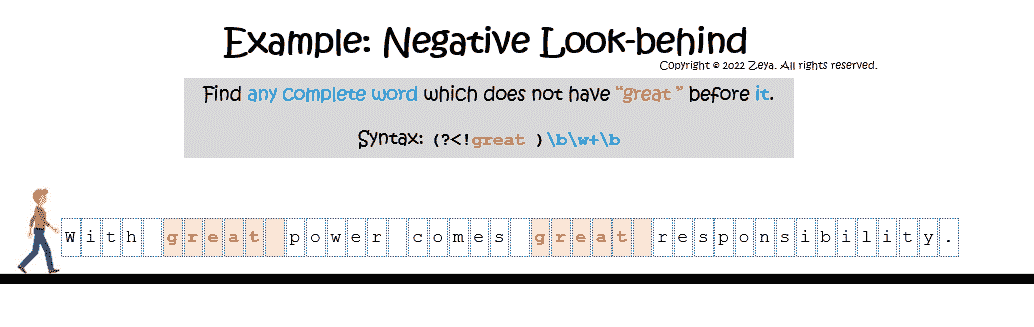 Example: Negative Look-behind
Copyright © 2022 Zeya. All rights reserved.
Find any complete word which does not have “great ” before it.
Syntax: (?<!great )\b\w+\b
With great power comes great responsibility.